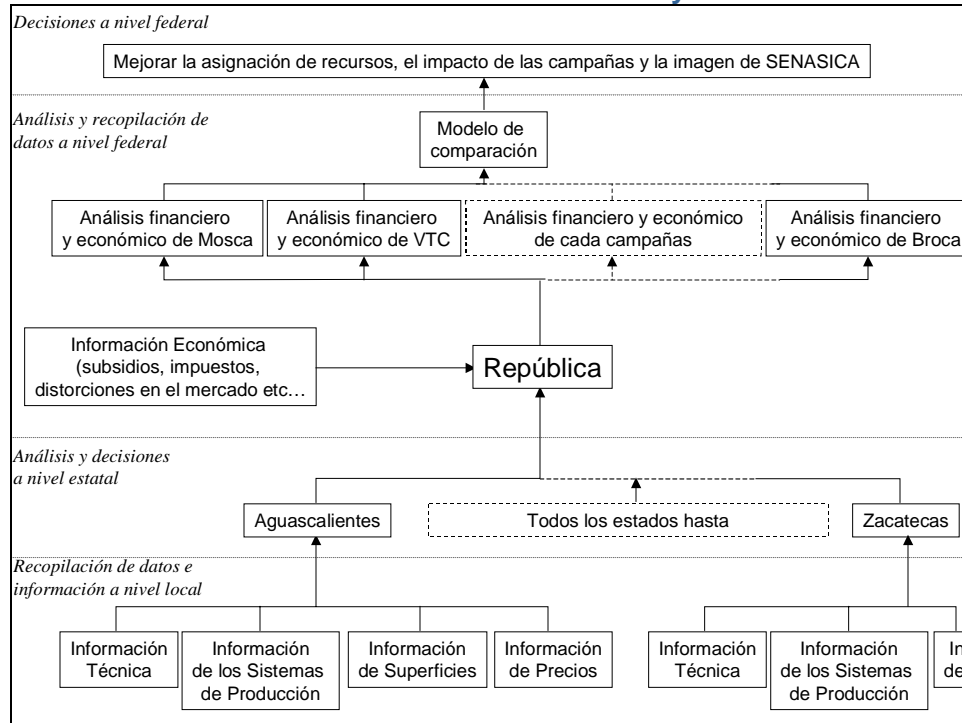 Decisiones a nivel federal
Mejorar la asignación de recursos, el impacto de las campañas y la imagen de SENASICA
Análisis y recopilación de
datos a nivel federal
Modelo de
comparación
Análisis financiero
y económico de Mosca
Análisis financiero
y económico de VTC
Análisis financiero y económico
de cada campañas
Análisis financiero
y económico de Broca
Información Económica
(subsidios, impuestos,
distorciones en el mercado etc…
República
Análisis y decisiones
a nivel estatal
Aguascalientes
Todos los estados hasta
Zacatecas
Recopilación de datos e
información a nivel local
Información
Técnica
Información
de los Sistemas
de Producción
Información
de Superficies
Información
de Precios
Información
Técnica
Información
de los Sistemas
de Producción
de